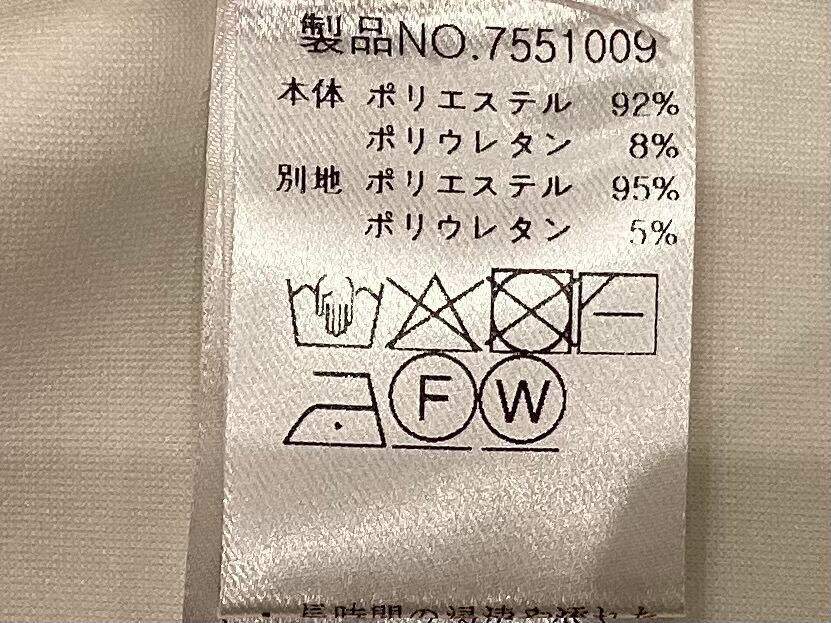 製品NO.7551009
本体 ポリエステル 92%
ポリウレタン 8%
別地 ポリエステル 95%
ポリウレタン 5%
F W